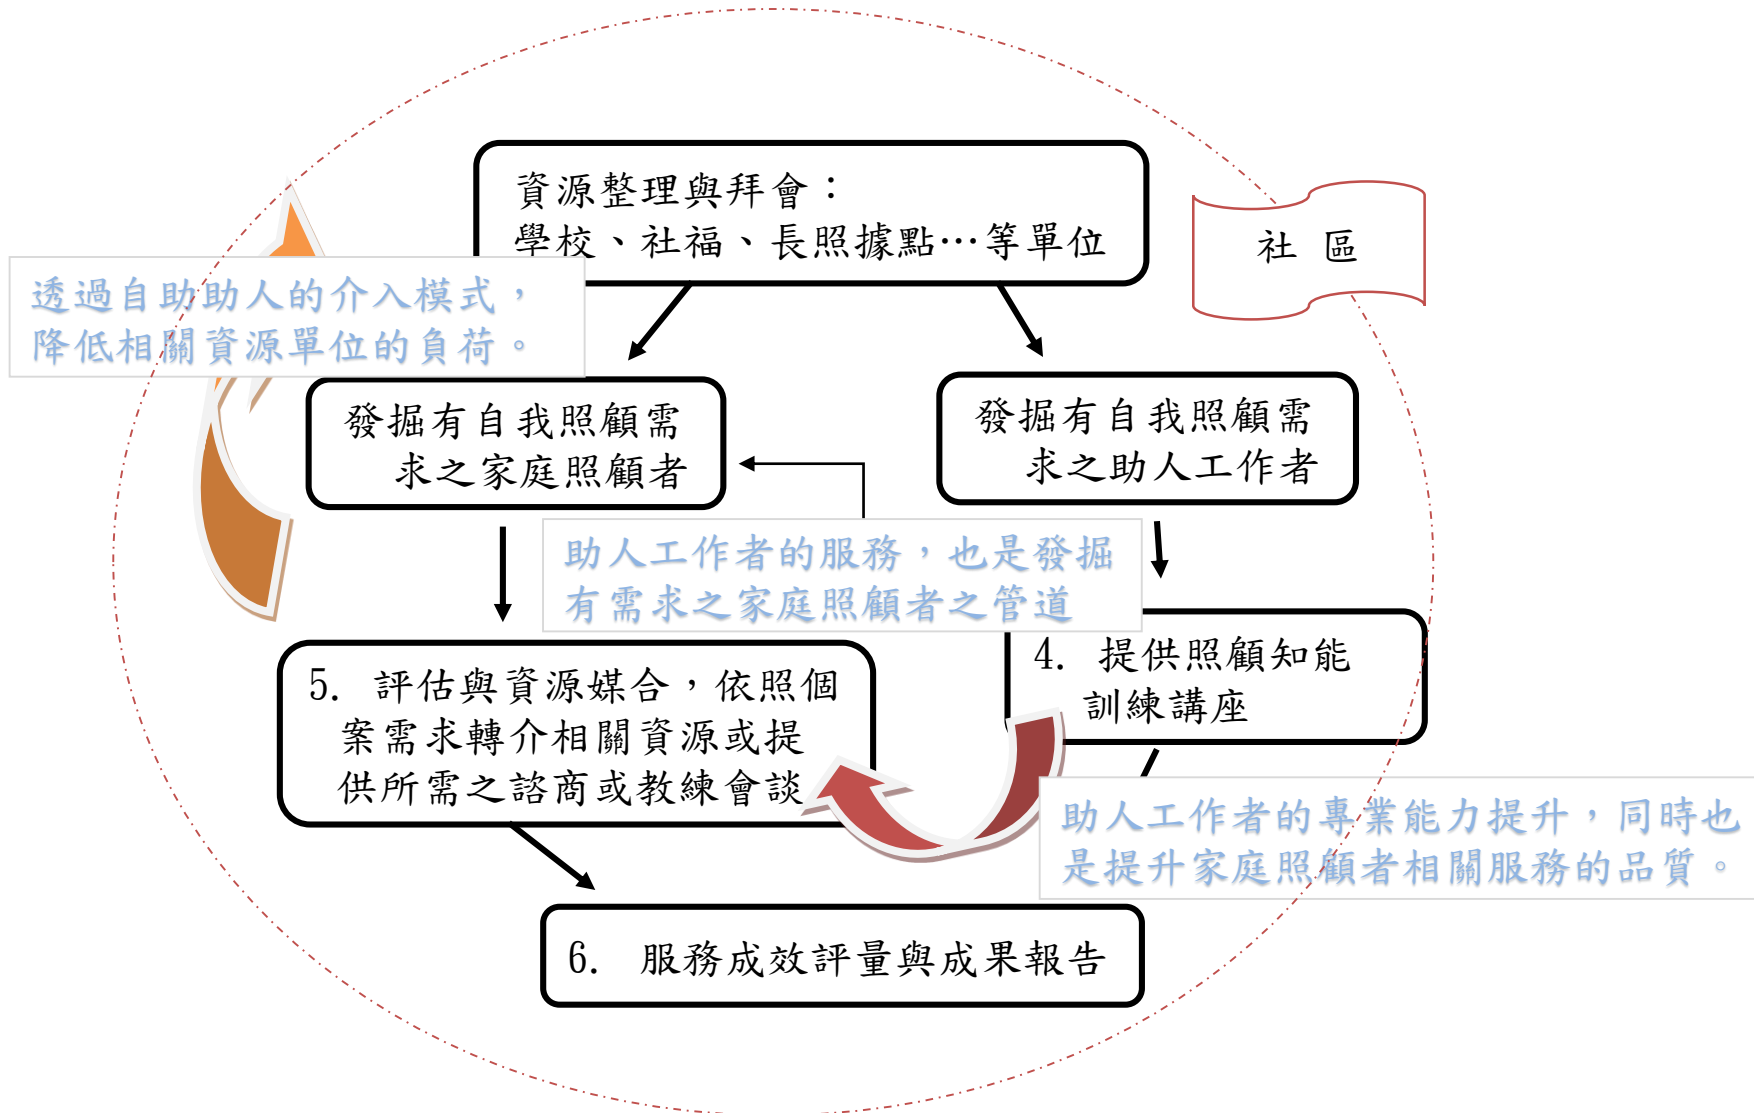 資源整理與拜會：
學校、社福、長照據點…等單位
社 區
透過自助助人的介入模式，
降低相關資源單位的負荷。
發掘有自我照顧需
求之家庭照顧者
發掘有自我照顧需
求之助人工作者
助人工作者的服務，也是發掘
有需求之家庭照顧者之管道
4. 提供照顧知能
訓練講座
5. 評估與資源媒合，依照個
案需求轉介相關資源或提
供所需之諮商或教練會談
助人工作者的專業能力提升，同時也
是提升家庭照顧者相關服務的品質。
6. 服務成效評量與成果報告